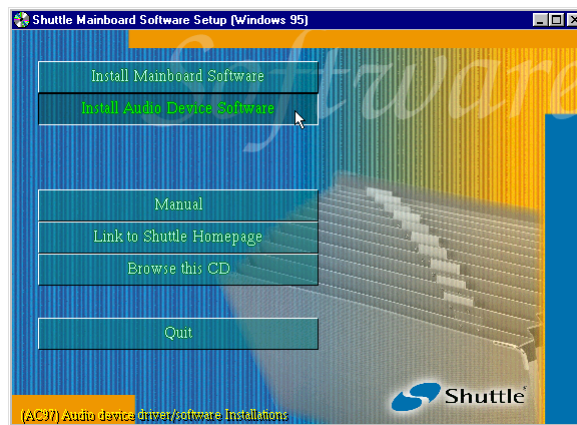 Shuttle Mainboard Software Setup (Windows 95)
Software
Install Mainboard Software
Install Audio Device Software
Manual
Link to Shuttle Homepage
Browse this CD
Quit
Shuttle
(AC97) Audio device driver/software Installations